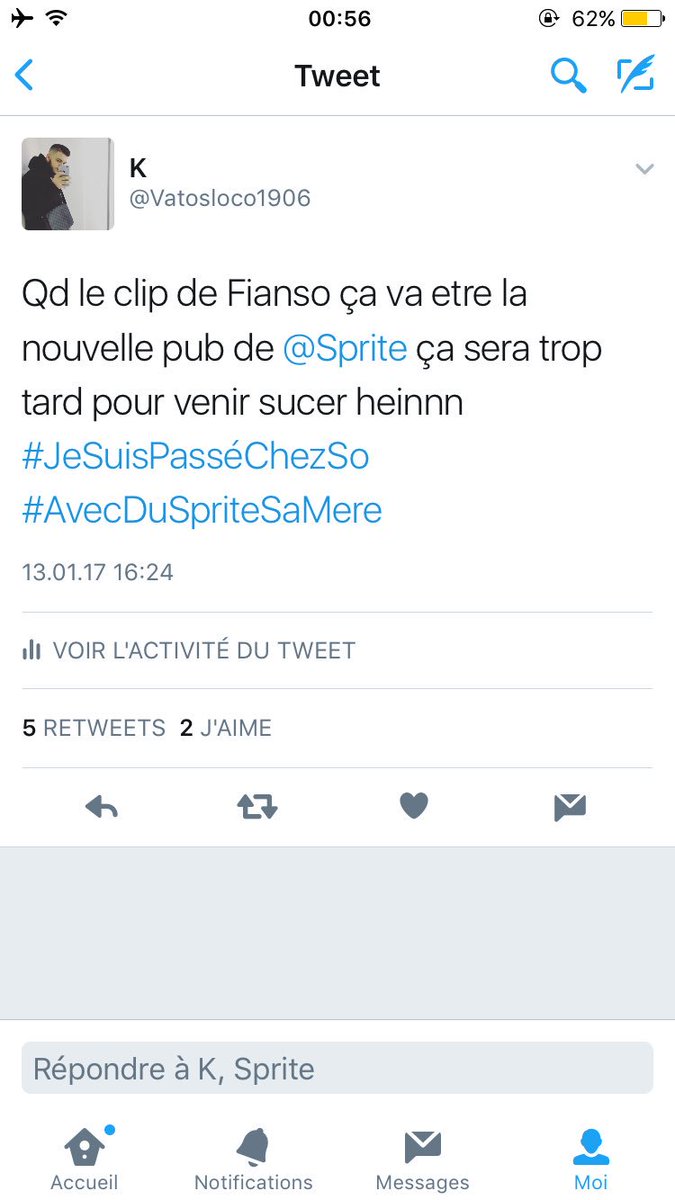 00:56
62%
Tweet
K
@Vatosloco1906
Qd le clip de Fianso ça va etre la
nouvelle pub de @Sprite ça sera trop
tard pour venir sucer heinnn
#JeSuisPasséChezSo
#AvecDuSpriteSaMere
13.01.17 16:24
VOIR L'ACTIVITÉ DU TWEET
5 RETWEETS 2 J'AIME
Répondre à K, Sprite
Accueil
Notifications
Messages
Moi